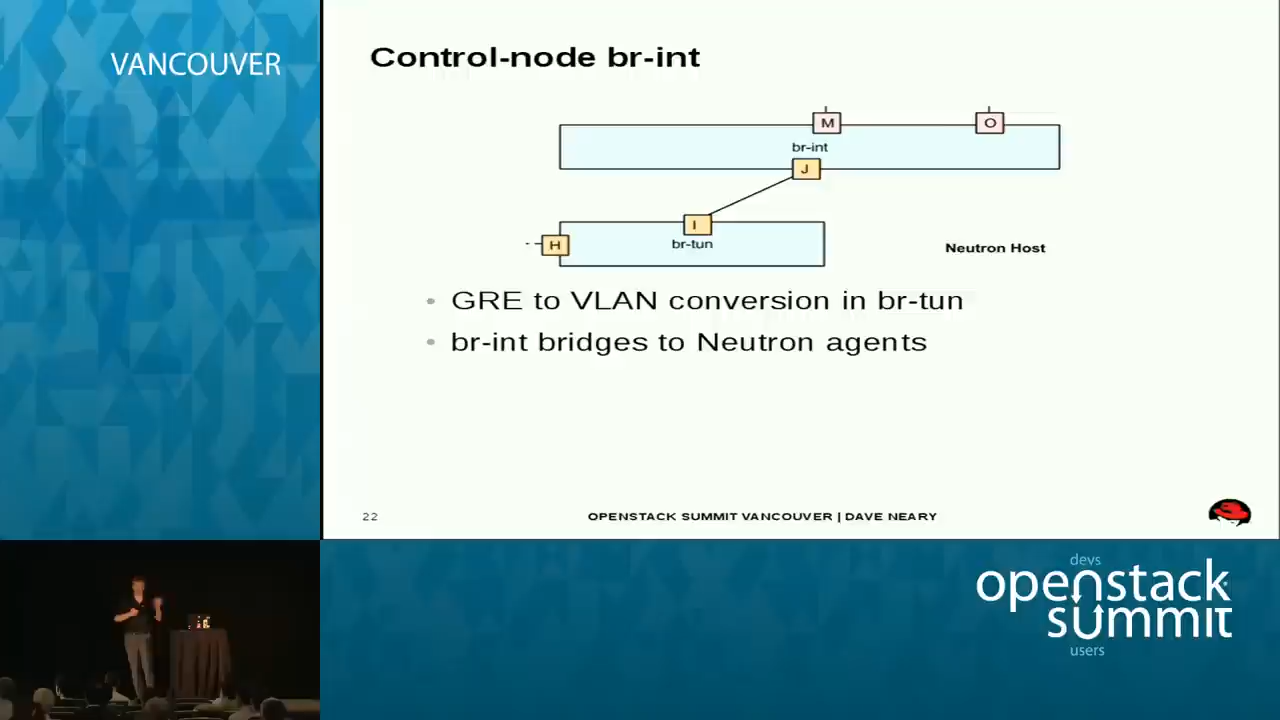 VANCOUVER
Control-node br-int
M
O
br-int
J
I
br-tun
H
Neutron Host
• GRE to VLAN conversion in br-tun
• br-int bridges to Neutron agents
22
OPENSTACK SUMMIT VANCOUVER | DAVE NEARY
devs
openstack
summit
users